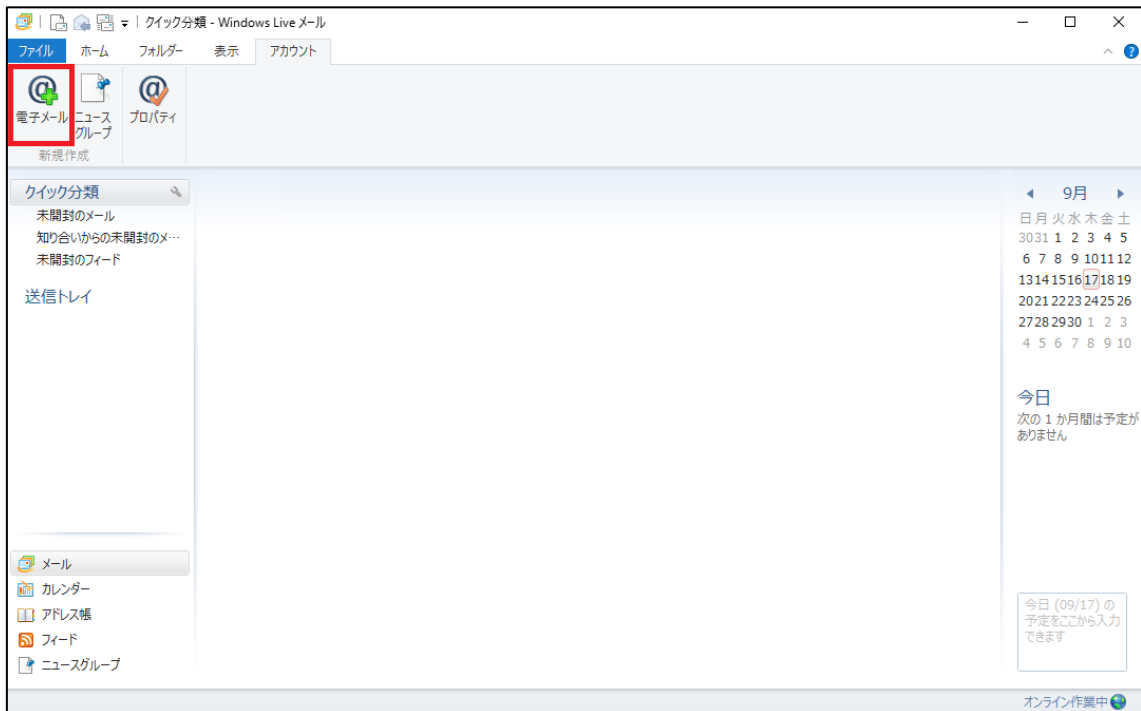 クイック分類 - Windows Live メール
ファイル ホーム フォルダー 表示 アカウント
電子メール ニュースグループ プロパティ
新規作成
クイック分類
未開封のメール
知り合いからの未開封のメ…
未開封のフィード
送信トレイ
メール
カレンダー
アドレス帳
フィード
ニュースグループ
9月
日 月 火 水 木 金 土
30 31 1 2 3 4 5
6 7 8 9 10 11 12
13 14 15 16 17 18 19
20 21 22 23 24 25 26
27 28 29 30 1 2 3
4 5 6 7 8 9 10
今日
次の 1 か月間は予定が
ありません
今日 (09/17) の
予定をここから入力
できます
オンライン作業中